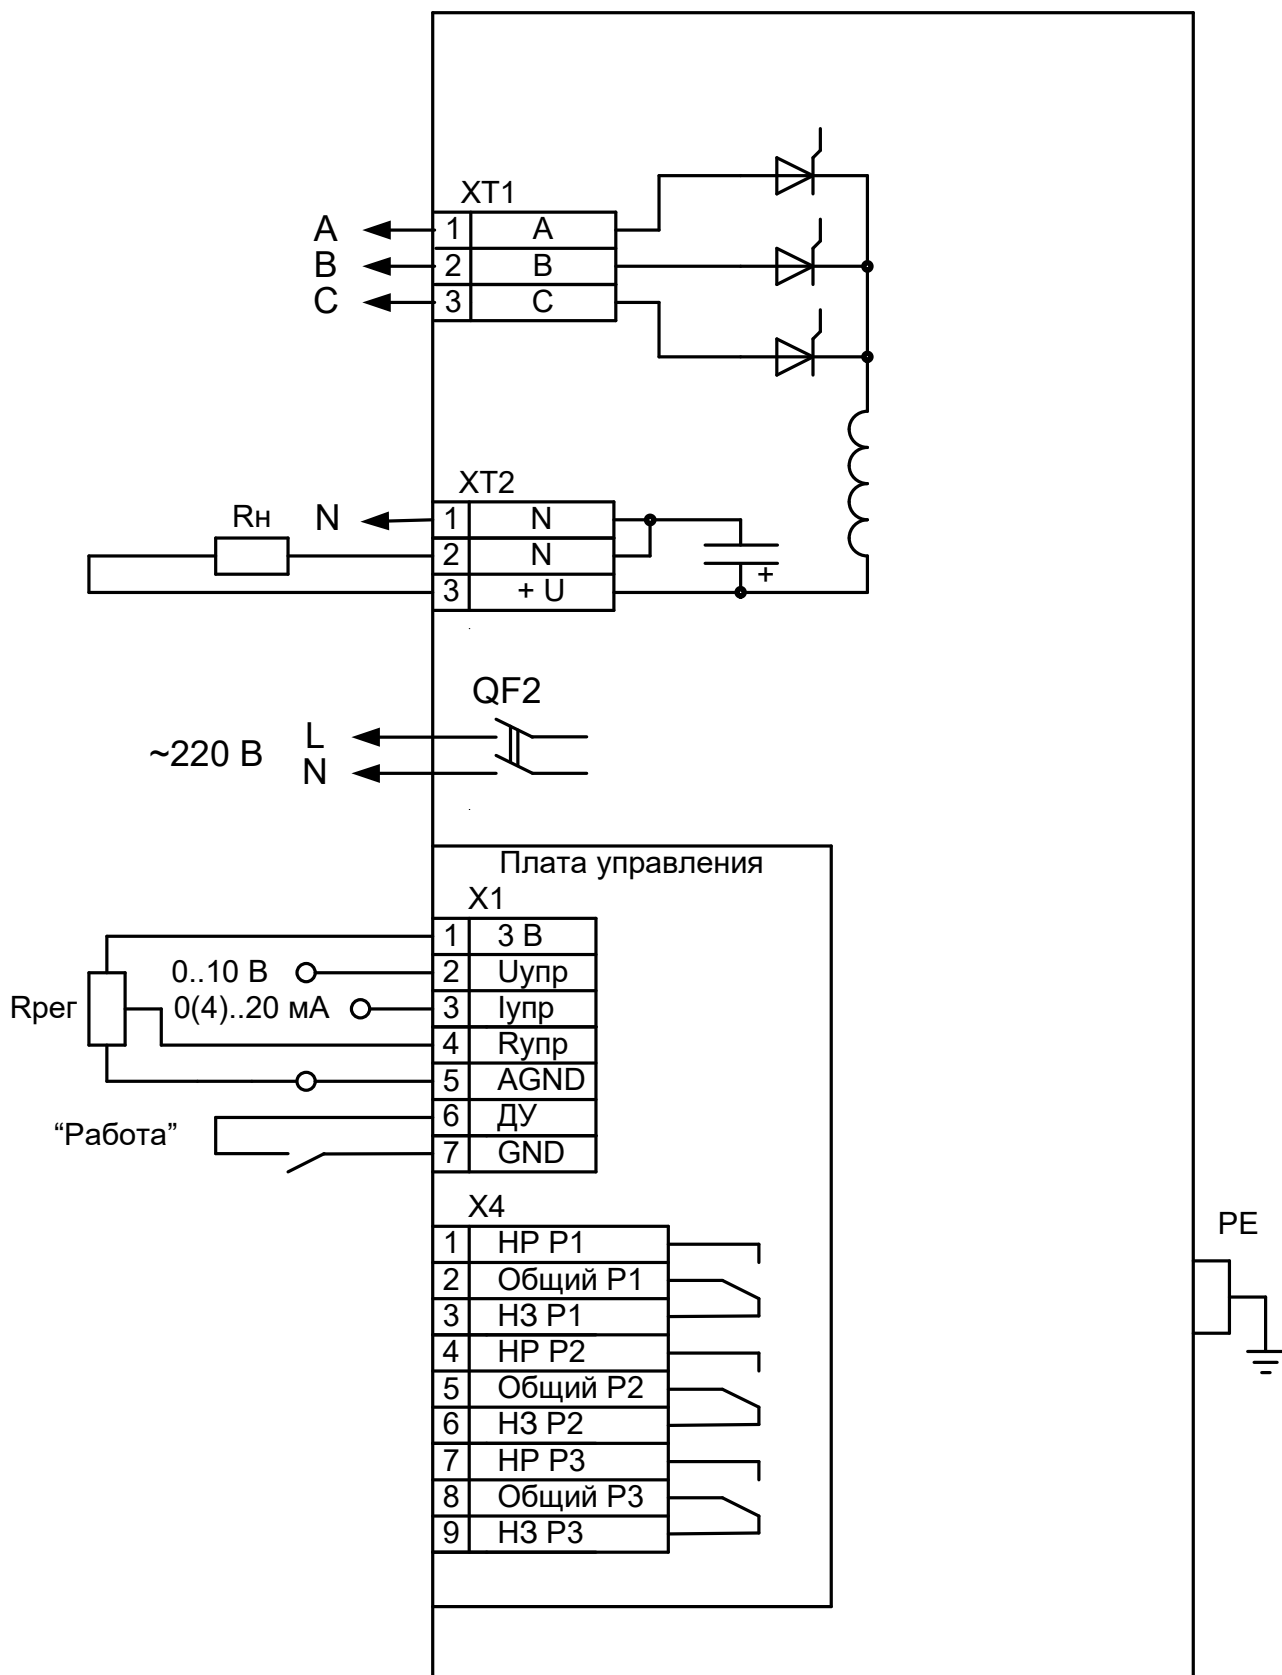 XT1
A 1 A
B 2 B
C 3 C
XT2
Rн N 1 N
2 N
3 + U
+
QF2
~220 В
L
N
Плата управления
X1
1 3 В
0..10 В 2 Uупр
Rрег 0(4)..20 мА 3 Iупр
4 Rупр
5 AGND
“Работа” 6 ДУ
7 GND
X4
1 НР Р1
2 Общий Р1
3 НЗ Р1
4 НР Р2
5 Общий Р2
6 НЗ Р2
7 НР Р3
8 Общий Р3
9 НЗ Р3
PE